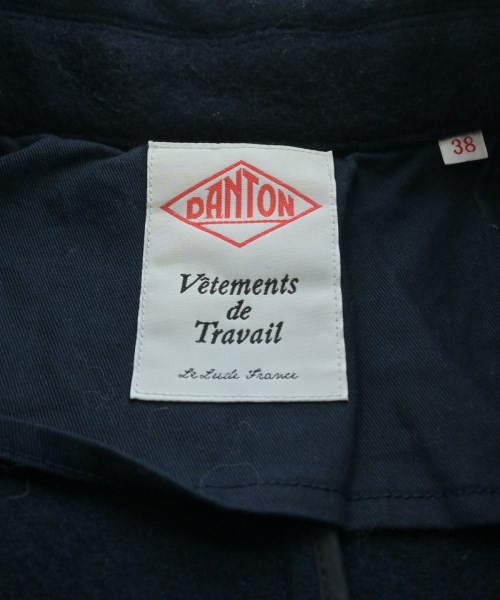 38
DANTON
Vêtements
de
Travail
Le Lude France